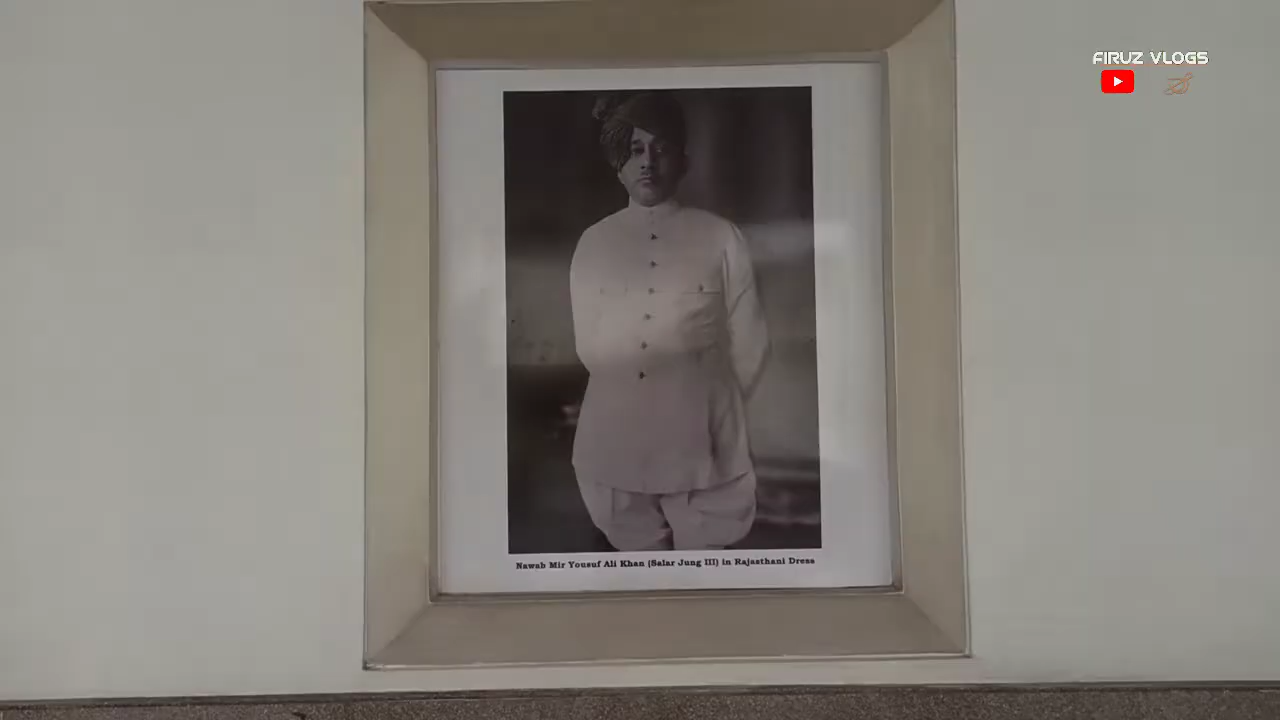 FIRUZ VLOGS
Nawab Mir Yousuf Ali Khan (Salar Jung III) in Rajasthani Dress